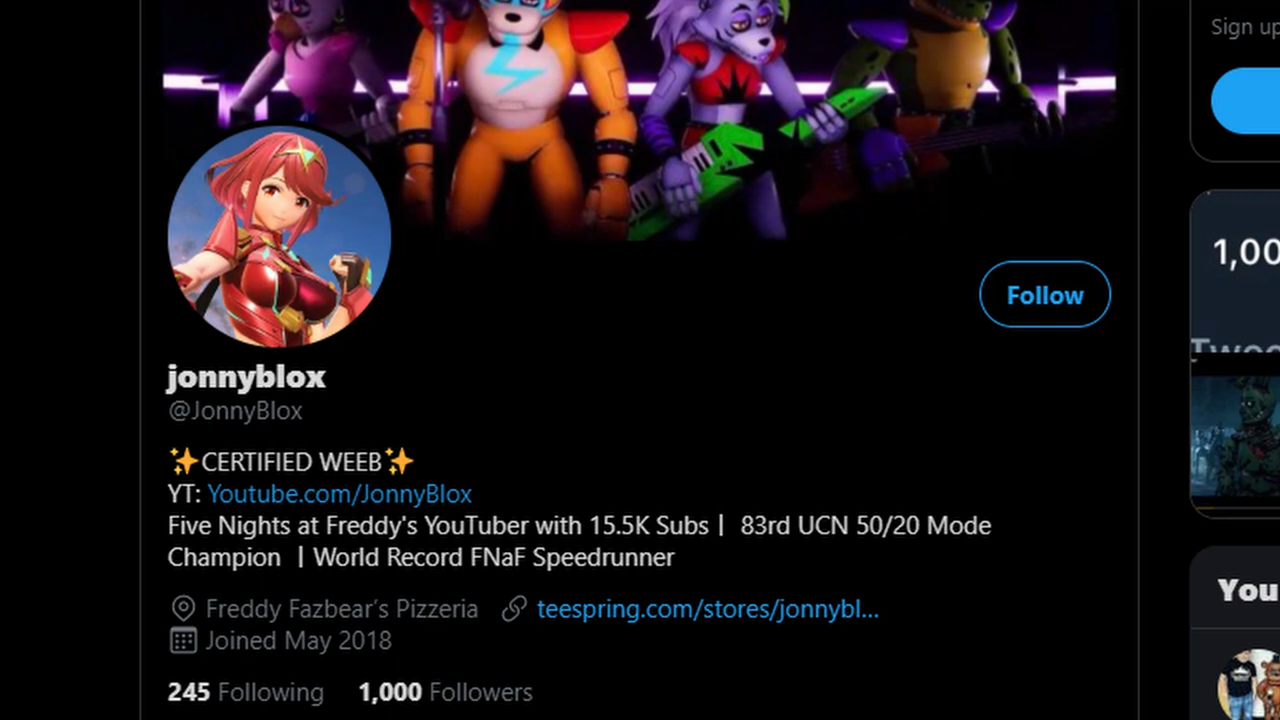 Sign up
1,00
Follow
jonnyblox
@JonnyBlox
✨CERTIFIED WEEB✨
YT: Youtube.com/JonnyBlox
Five Nights at Freddy's YouTuber with 15.5K Subs | 83rd UCN 50/20 Mode
Champion | World Record FNaF Speedrunner
Freddy Fazbear’s Pizzeria teespring.com/stores/jonnybl...
Joined May 2018
You
245 Following 1,000 Followers